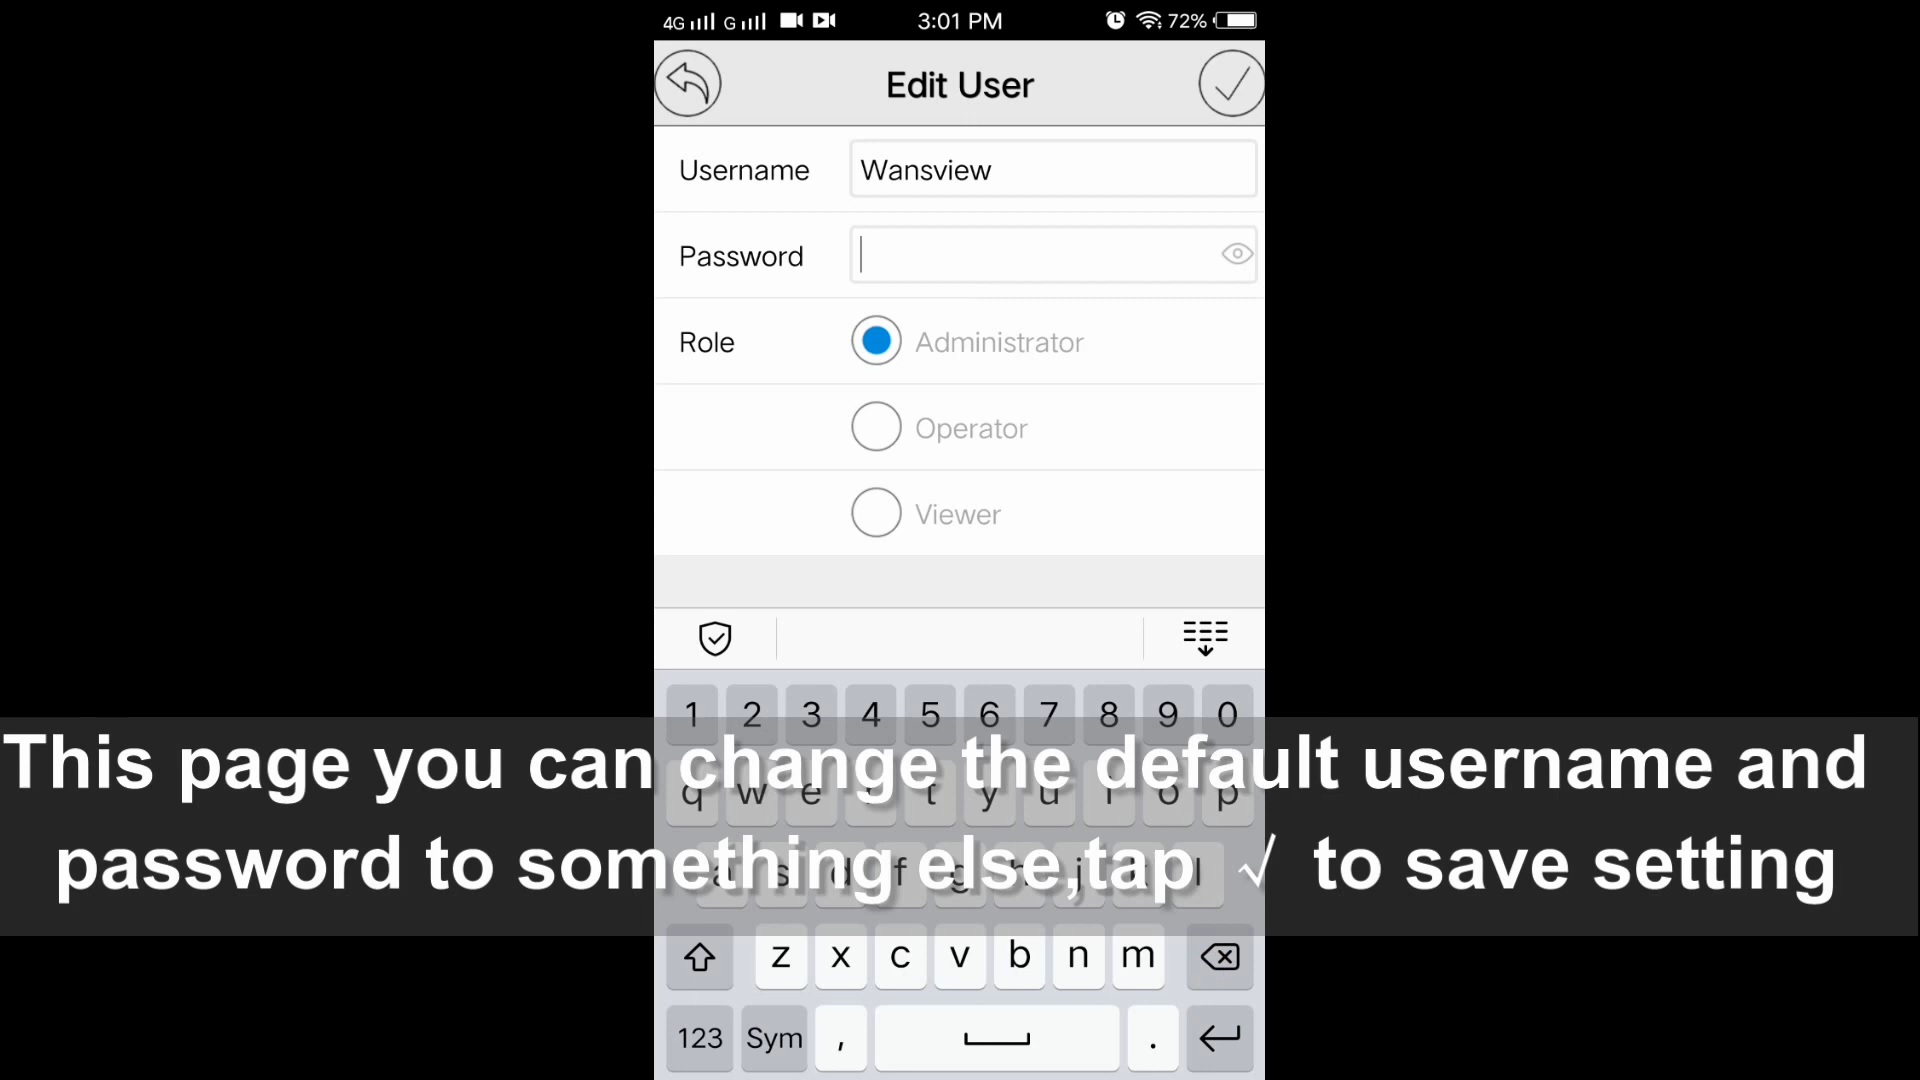 4G G 3:01 PM 72%
Edit User
Username Wansview
Password
Role Administrator
Operator
Viewer
1 2 3 4 5 6 7 8 9 0
This page you can change the default username and
q w e t y u i o p
password to something else,tap √ to save setting
a s d f g h j k l
z x c v b n m
123 Sym , .